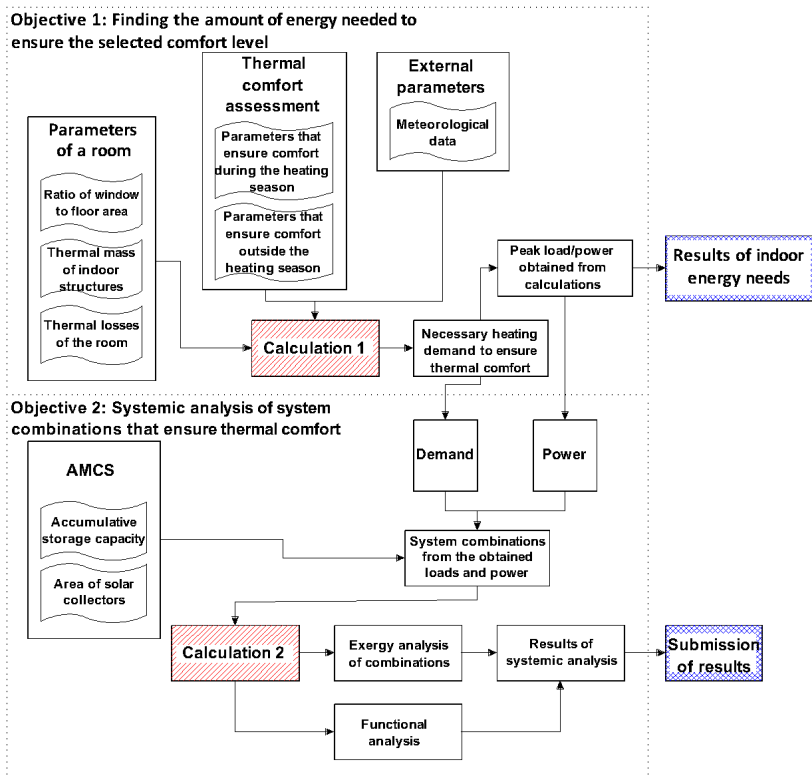 Objective 1: Finding the amount of energy needed to
ensure the selected comfort level
Parameters
of a room
Ratio of window
to floor area
Thermal mass
of indoor
structures
Thermal losses
of the room
Thermal
comfort
assessment
Parameters that
ensure comfort
during the heating
season
Parameters that
ensure comfort
outside the
heating season
External
parameters
Meteorological
data
Calculation 1
Necessary heating
demand to ensure
thermal comfort
Peak load/power
obtained from
calculations
Results of indoor
energy needs
Objective 2: Systemic analysis of system
combinations that ensure thermal comfort
Demand
Power
AMCS
Accumulative
storage capacity
Area of solar
collectors
System combinations
from the obtained
loads and power
Calculation 2
Exergy analysis
of combinations
Results of
systemic analysis
Submission
of results
Functional
analysis